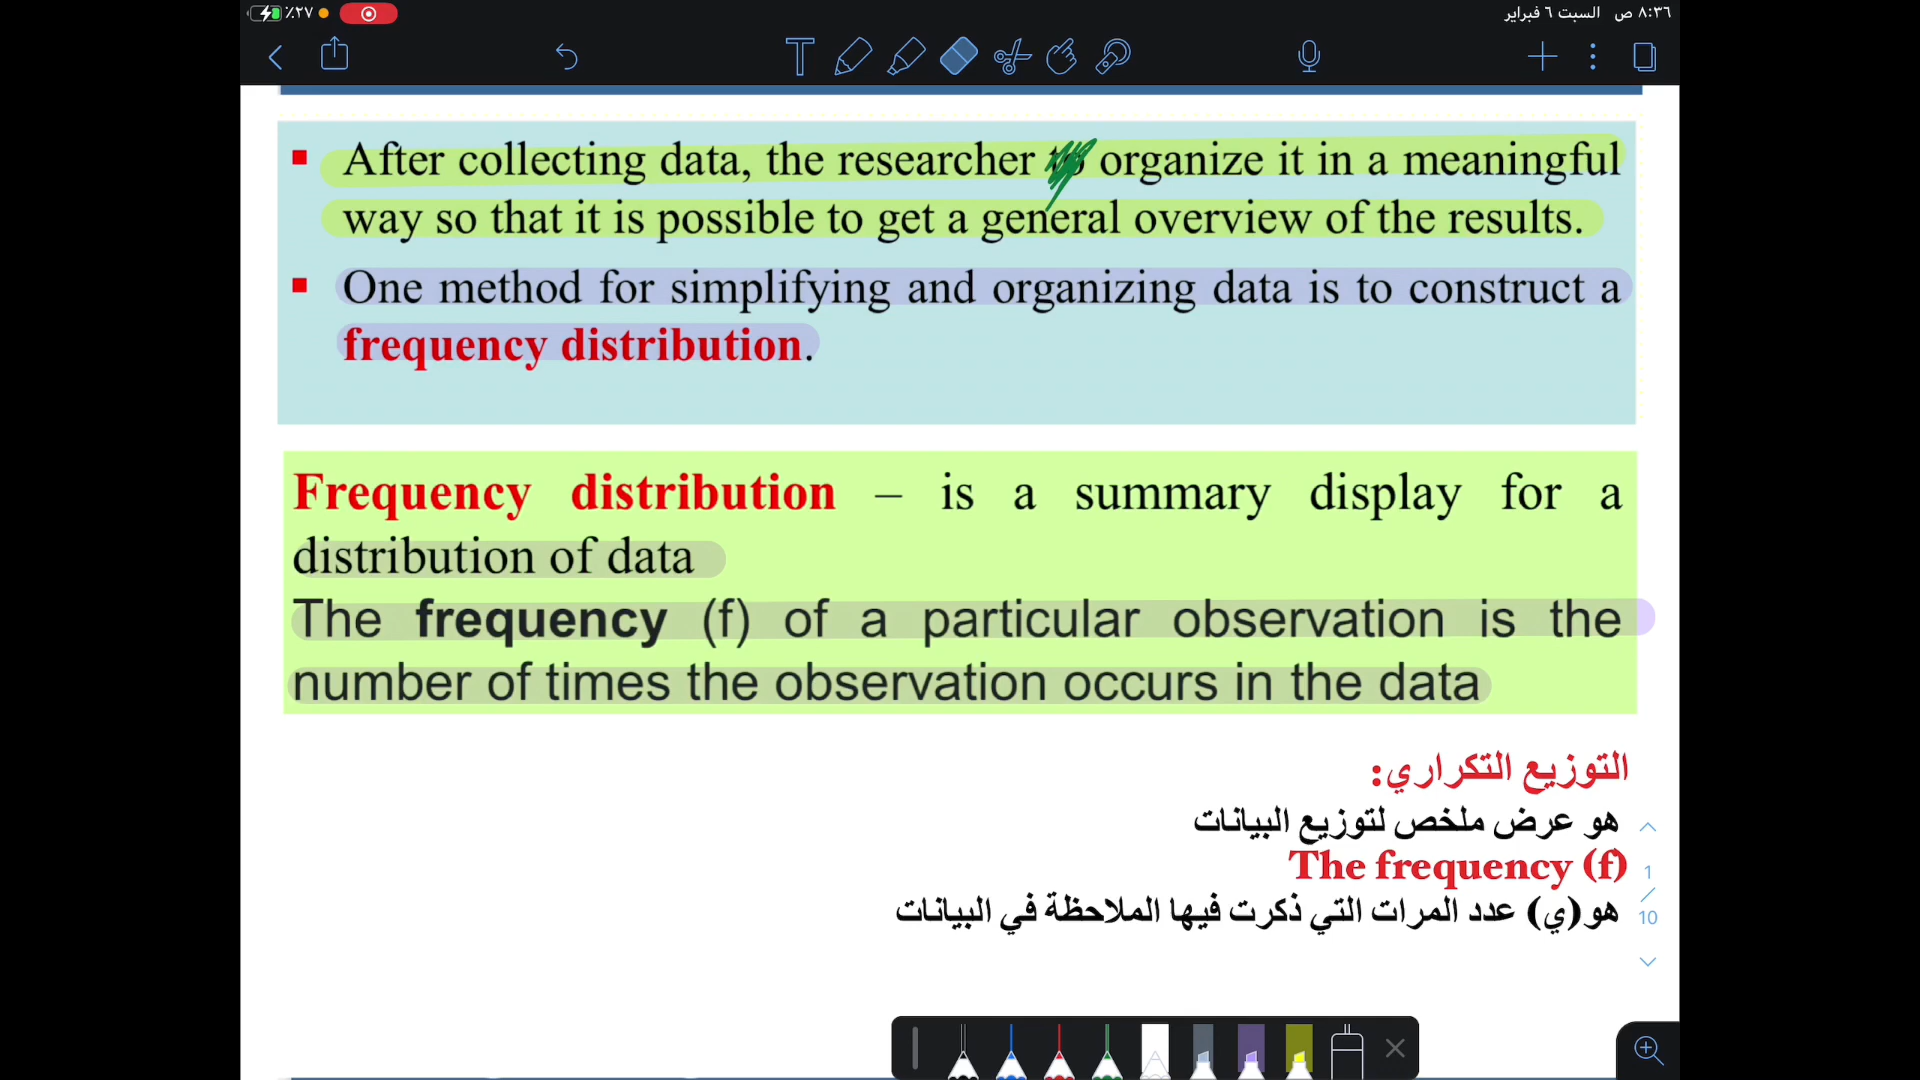 ٪٢٧
٨:٣٦ ص السبت ٦ فبراير
After collecting data, the researcher to organize it in a meaningful
way so that it is possible to get a general overview of the results.
One method for simplifying and organizing data is to construct a
frequency distribution.
Frequency distribution – is a summary display for a
distribution of data
The frequency (f) of a particular observation is the
number of times the observation occurs in the data
التوزيع التكراري:
هو عرض ملخص لتوزيع البيانات
The frequency (f)
هو(ي) عدد المرات التي ذكرت فيها الملاحظة في البيانات
1
/
10